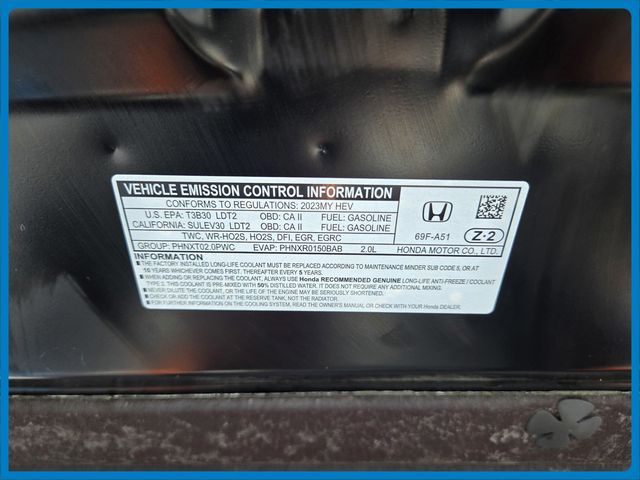 VEHICLE EMISSION CONTROL INFORMATION
CONFORMS TO REGULATIONS: 2023MY HEV
U.S. EPA: T3B30 LDT2 OBD: CA II FUEL: GASOLINE
CALIFORNIA: SULEV30 LDT2 OBD: CA II FUEL: GASOLINE
TWC, WR-HO2S, HO2S, DFI, EGR, EGRC
GROUP: PHNXT02.0PWC EVAP: PHNXR0150BAB 2.0L
69F-A51
Z-2
HONDA MOTOR CO., LTD.
INFORMATION
■ THE FACTORY INSTALLED LONG-LIFE COOLANT MUST BE REPLACED ACCORDING TO MAINTENANCE MINDER SUB CODE 5, OR AT
10 YEARS WHICHEVER COMES FIRST. THEREAFTER EVERY 5 YEARS.
■ WHEN ADDING OR REPLACING THE COOLANT, ALWAYS USE Honda RECOMMENDED GENUINE LONG-LIFE ANTI-FREEZE / COOLANT
TYPE 2. THIS COOLANT IS PRE-MIXED WITH 50% DISTILLED WATER. IT DOES NOT REQUIRE ANY ADDITIONAL MIXING.
■ NEVER DILUTE THE COOLANT, OR THE LIFE OF THE ENGINE MAY BE SERIOUSLY SHORTENED.
■ CHECK OR ADD COOLANT AT THE RESERVE TANK, NOT THE RADIATOR.
■ FOR FURTHER INFORMATION ON THE COOLING SYSTEM, READ THE OWNER'S MANUAL OR CHECK WITH YOUR Honda DEALER.